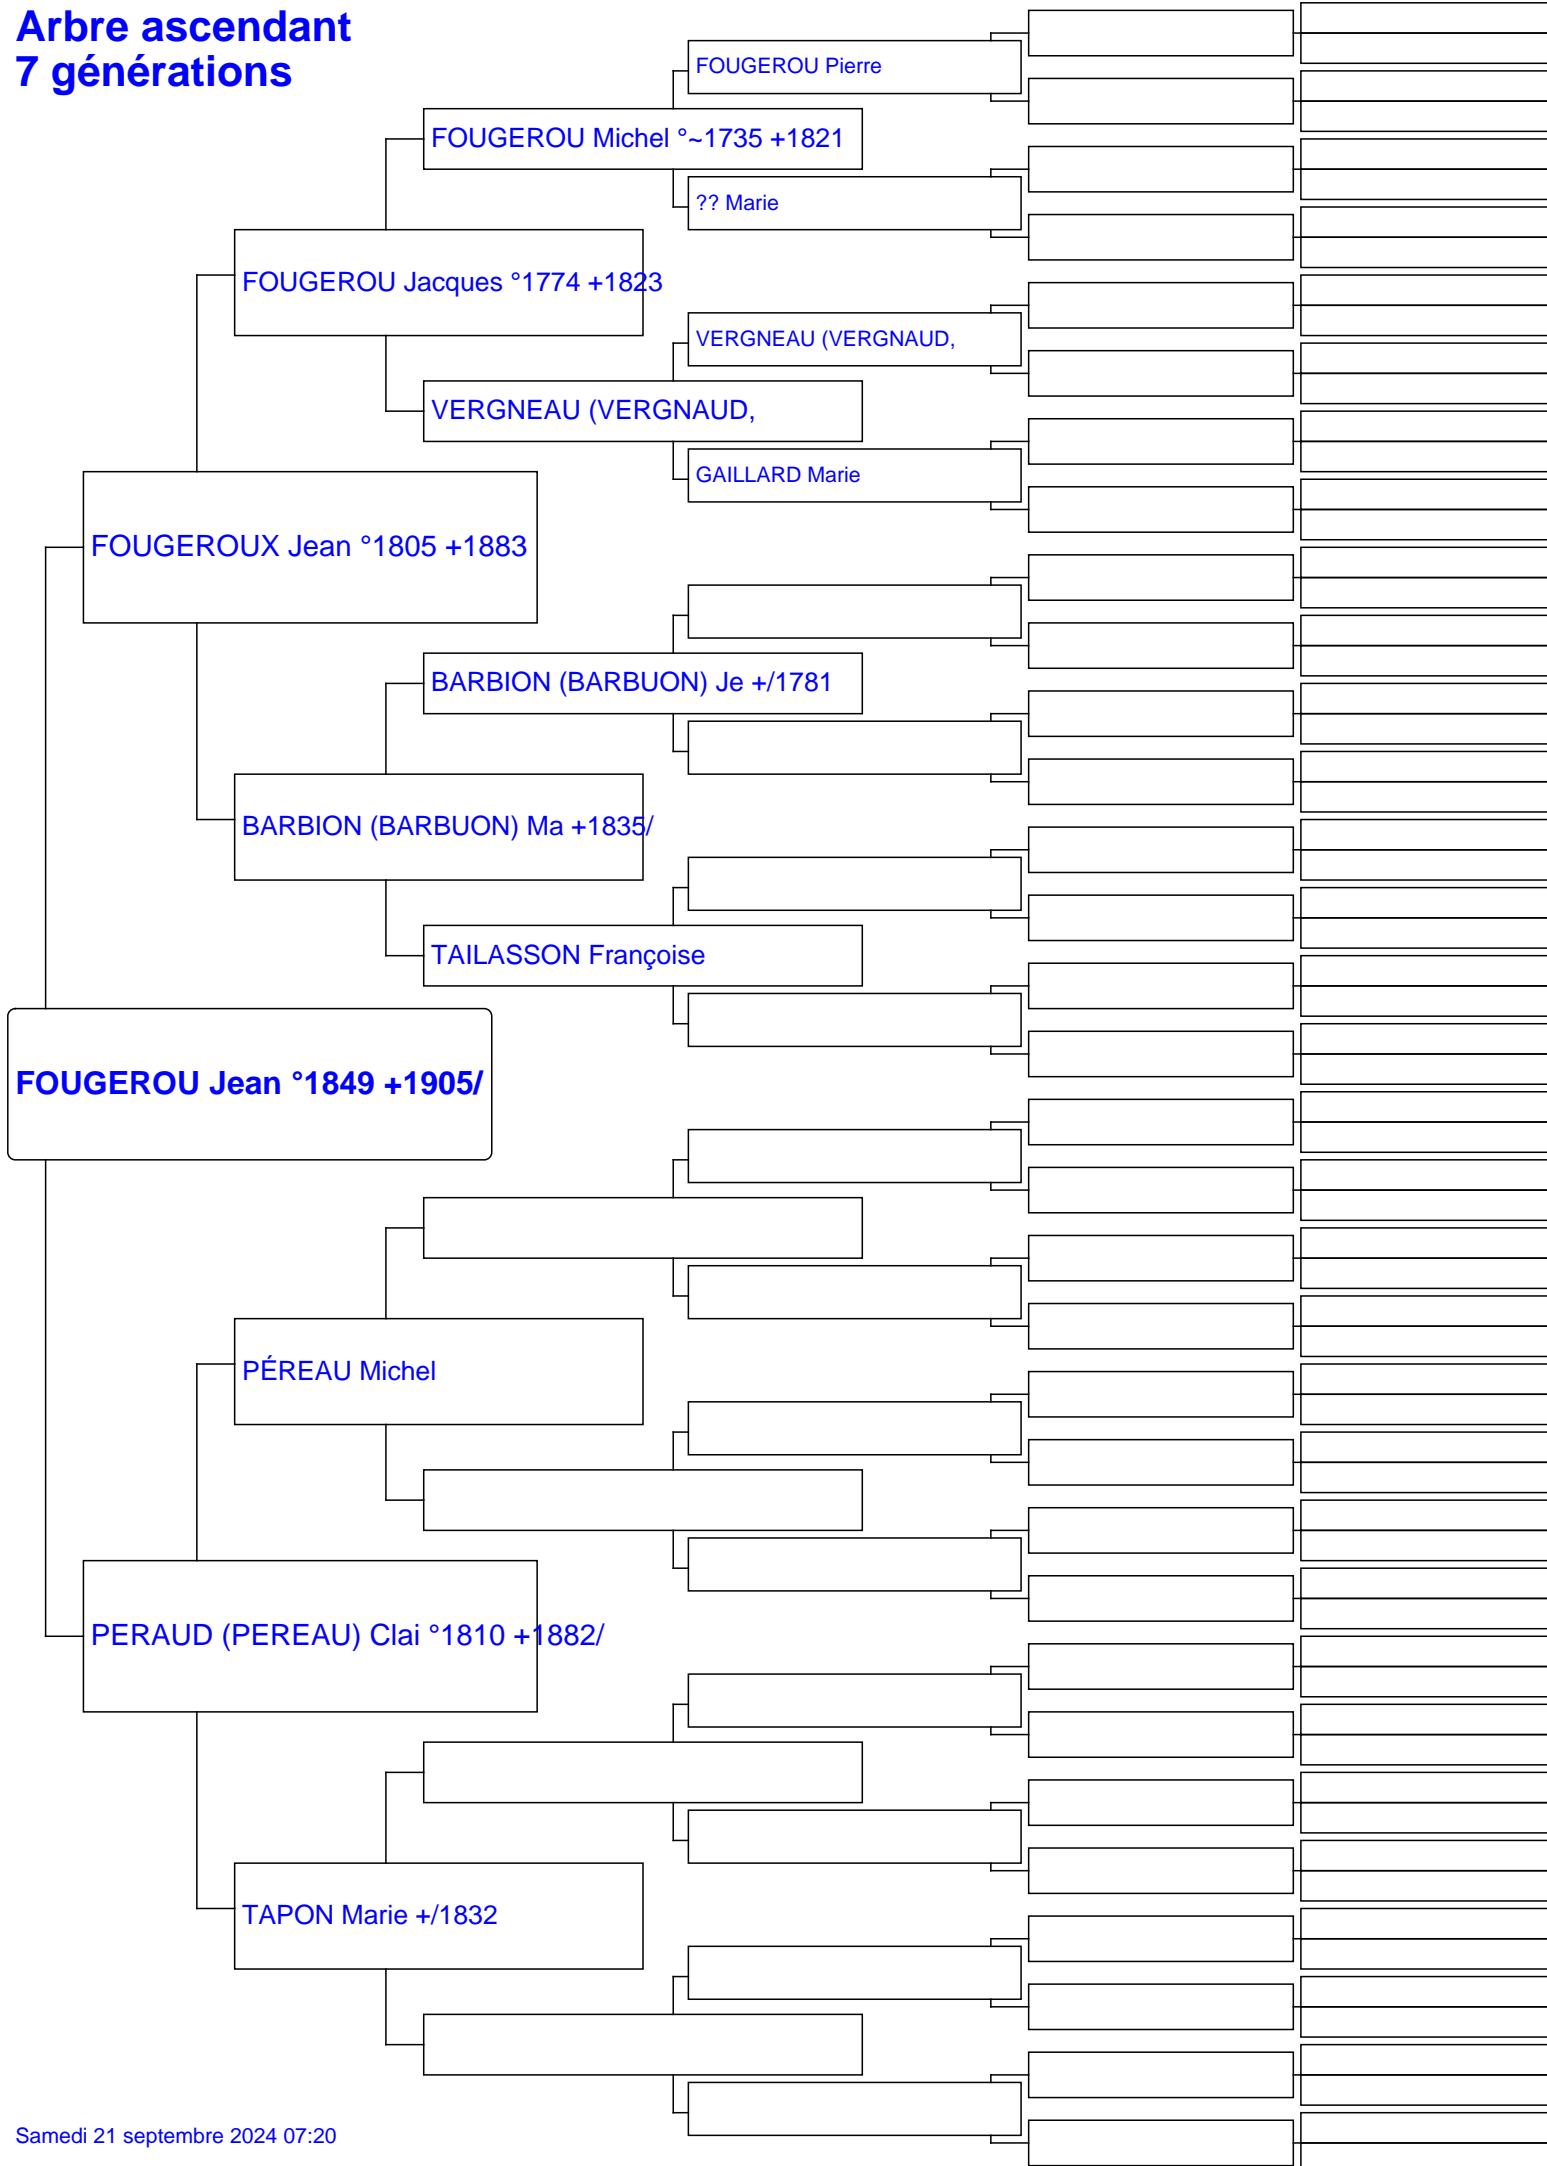 Arbre ascendant
7 générations
FOUGEROU Pierre
FOUGEROU Michel °~1735 +1821
?? Marie
FOUGEROU Jacques °1774 +1823
VERGNEAU (VERGNAUD,
VERGNEAU (VERGNAUD,
GAILLARD Marie
FOUGEROUX Jean °1805 +1883
BARBION (BARBUON) Je +/1781
BARBION (BARBUON) Ma +1835/
TAILASSON Françoise
FOUGEROU Jean °1849 +1905/
PÉREAU Michel
PERAUD (PEREAU) Clai °1810 +1882/
TAPON Marie +/1832
Samedi 21 septembre 2024 07:20